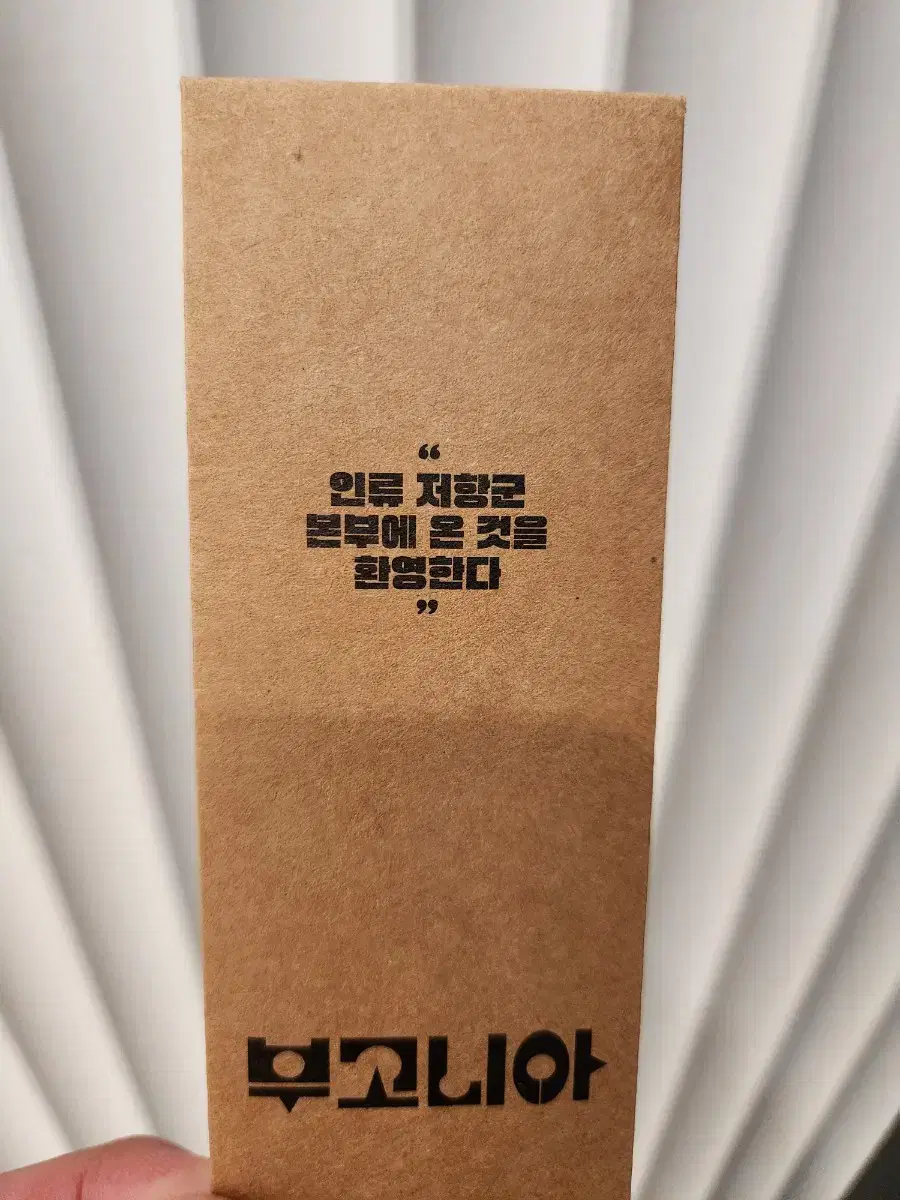 “
인류 저항군
본부에 온 것을
환영한다
”
부고니아